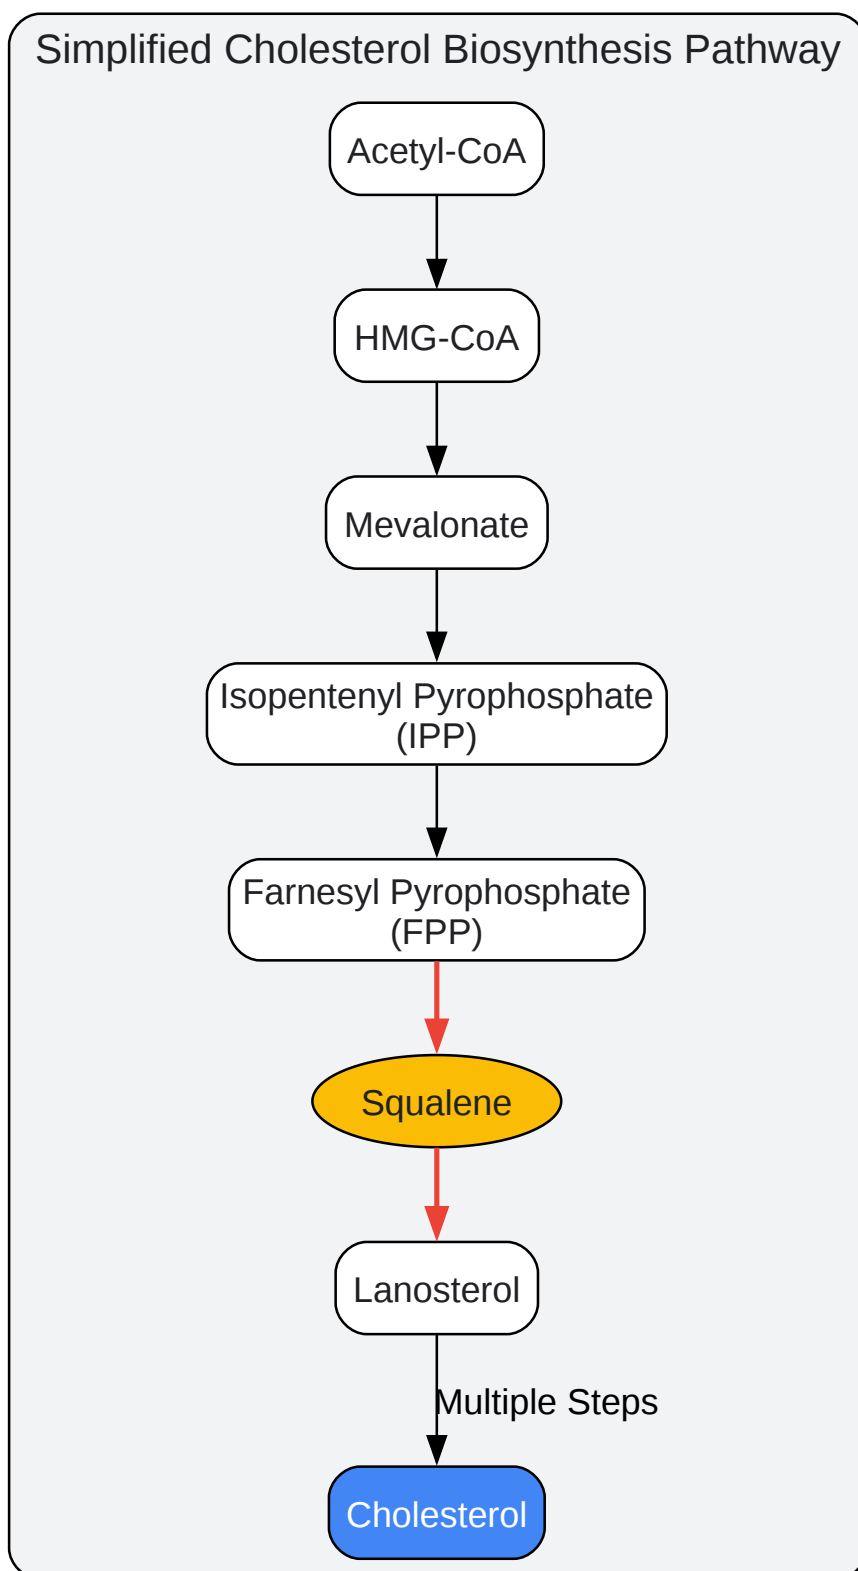 Simplified Cholesterol Biosynthesis Pathway
Acetyl-CoA
HMG-CoA
Mevalonate
Isopentenyl Pyrophosphate
(IPP)
Farnesyl Pyrophosphate
(FPP)
Squalene
Lanosterol
Multiple Steps
Cholesterol